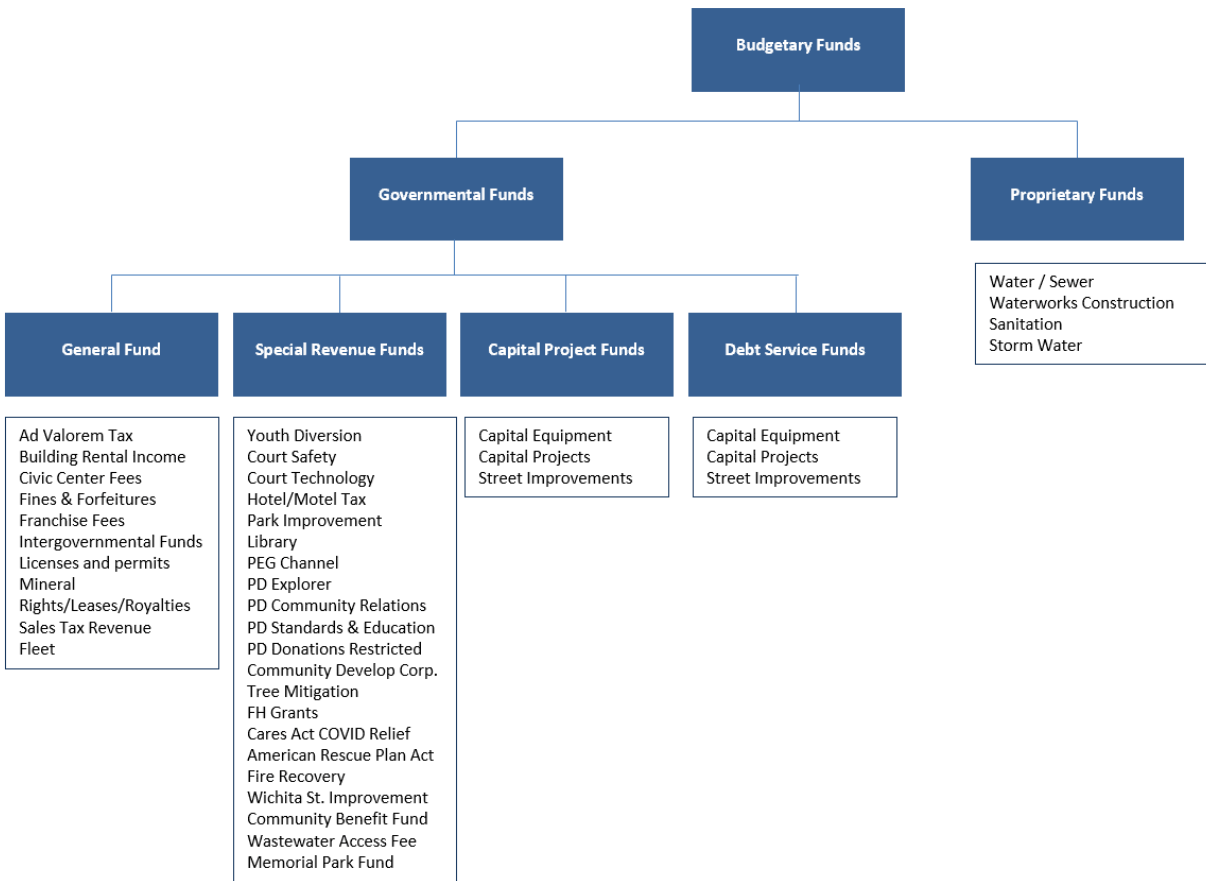 Budgetary Funds
Governmental Funds
Proprietary Funds
Water / Sewer
Waterworks Construction
Sanitation
Storm Water
General Fund
Special Revenue Funds
Capital Project Funds
Debt Service Funds
Ad Valorem Tax
Building Rental Income
Civic Center Fees
Fines & Forfeitures
Franchise Fees
Intergovernmental Funds
Licenses and permits
Mineral
Rights/Leases/Royalties
Sales Tax Revenue
Fleet
Youth Diversion
Court Safety
Court Technology
Hotel/Motel Tax
Park Improvement
Library
PEG Channel
PD Explorer
PD Community Relations
PD Standards & Education
PD Donations Restricted
Community Develop Corp.
Tree Mitigation
FH Grants
Cares Act COVID Relief
American Rescue Plan Act
Fire Recovery
Wichita St. Improvement
Community Benefit Fund
Wastewater Access Fee
Memorial Park Fund
Capital Equipment
Capital Projects
Street Improvements
Capital Equipment
Capital Projects
Street Improvements